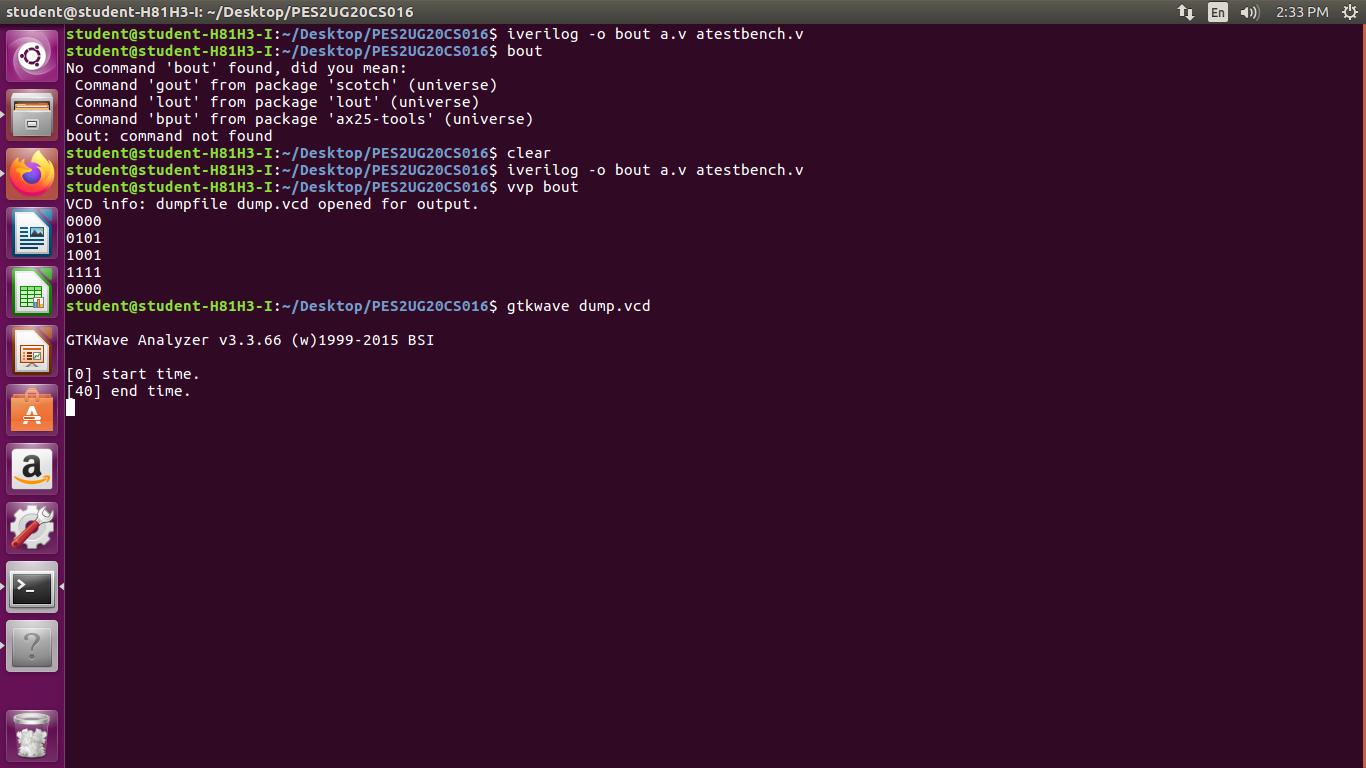 student@student-H81H3-I: ~/Desktop/PES2UG20CS016
En
2:33 PM
student@student-H81H3-I:~/Desktop/PES2UG20CS016$ iverilog -o bout a.v atestbench.v
student@student-H81H3-I:~/Desktop/PES2UG20CS016$ bout
No command 'bout' found, did you mean:
 Command 'gout' from package 'scotch' (universe)
 Command 'lout' from package 'lout' (universe)
 Command 'bput' from package 'ax25-tools' (universe)
bout: command not found
student@student-H81H3-I:~/Desktop/PES2UG20CS016$ clear
student@student-H81H3-I:~/Desktop/PES2UG20CS016$ iverilog -o bout a.v atestbench.v
student@student-H81H3-I:~/Desktop/PES2UG20CS016$ vvp bout
VCD info: dumpfile dump.vcd opened for output.
0000
0101
1001
1111
0000
student@student-H81H3-I:~/Desktop/PES2UG20CS016$ gtkwave dump.vcd
GTKWave Analyzer v3.3.66 (w)1999-2015 BSI
[0] start time.
[40] end time.